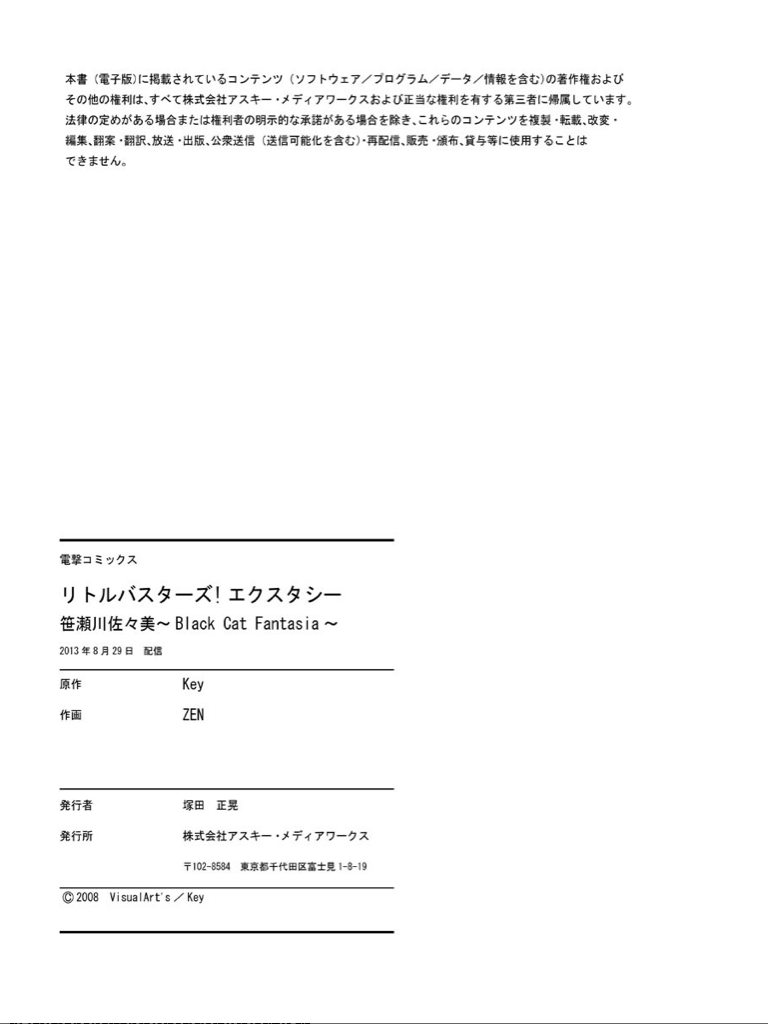 本書（電子版）に掲載されているコンテンツ（ソフトウェア／プログラム／データ／情報を含む）の著作権および
その他の権利は、すべて株式会社アスキー・メディアワークスおよび正当な権利を有する第三者に帰属しています。
法律の定めがある場合または権利者の明示的な承諾がある場合を除き、これらのコンテンツを複製・転載、改変・
編集、翻案・翻訳、放送・出版、公衆送信（送信可能化を含む）・再配信、販売・頒布、貸与等に使用することは
できません。
電撃コミックス
リトルバスターズ！エクスタシー
笹瀬川佐々美～Black Cat Fantasia～
2013年8月29日　配信
原作　Key
作画　ZEN
発行者　塚田　正晃
発行所　株式会社アスキー・メディアワークス
〒102-8584　東京都千代田区富士見1-8-19
Ⓒ2008　VisualArt's／Key